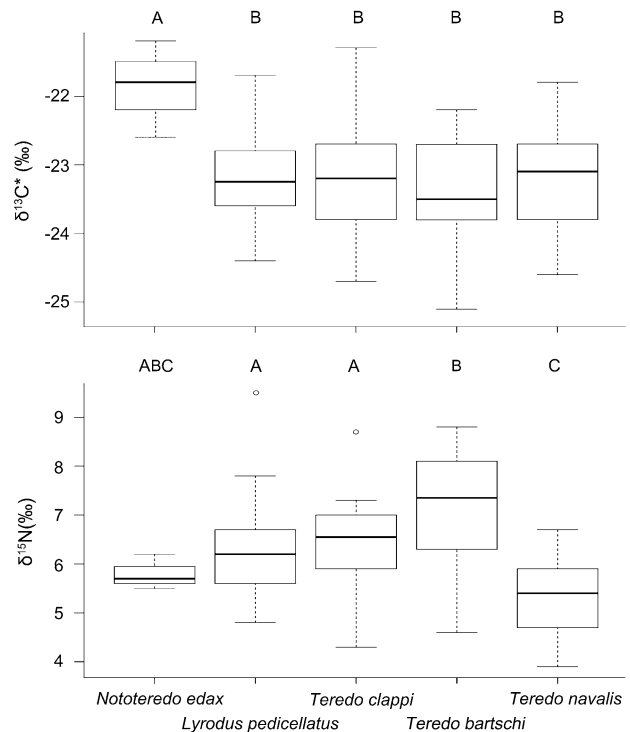 A B B B B
-22
-23
-24
-25
δ¹³C* (‰)
ABC A A B C
9
8
7
6
5
4
δ¹⁵N(‰)
Nototeredo edax Teredo clappi Teredo navalis
Lyrodus pedicellatus Teredo bartschi